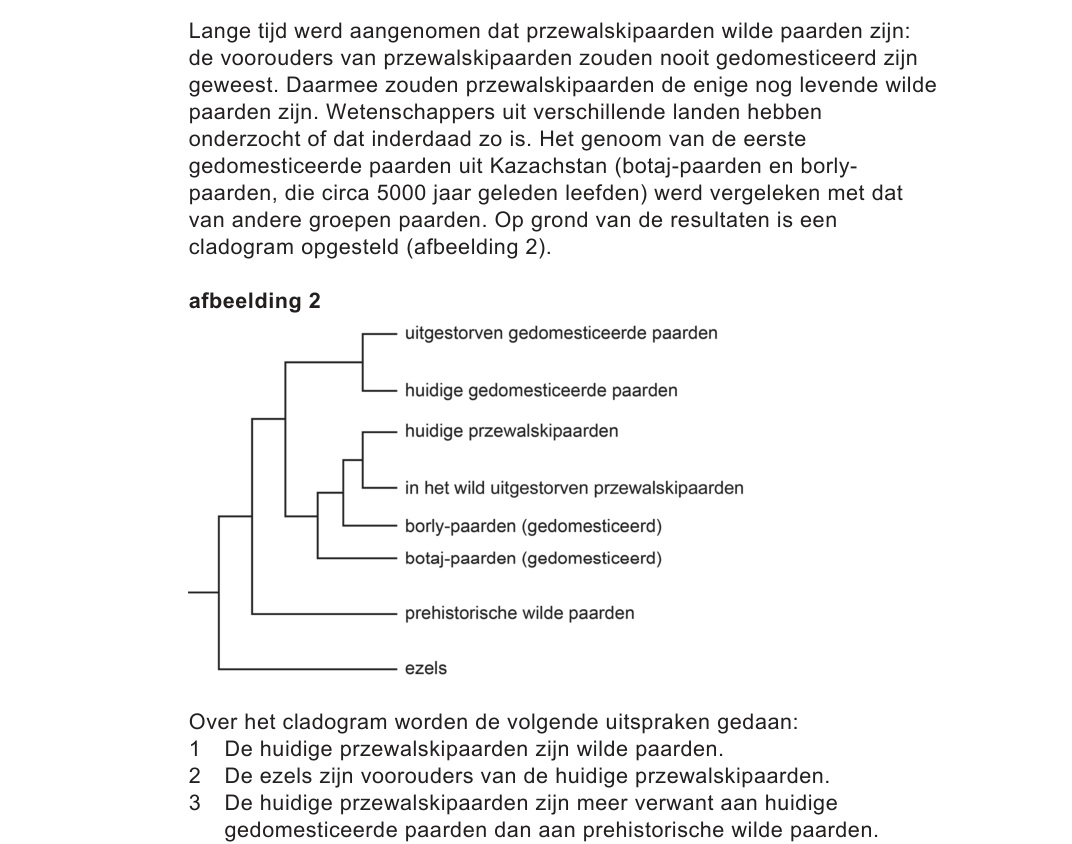 Lange tijd werd aangenomen dat przewalskipaarden wilde paarden zijn:
de voorouders van przewalskipaarden zouden nooit gedomesticeerd zijn
geweest. Daarmee zouden przewalskipaarden de enige nog levende wilde
paarden zijn. Wetenschappers uit verschillende landen hebben
onderzocht of dat inderdaad zo is. Het genoom van de eerste
gedomesticeerde paarden uit Kazachstan (botaj-paarden en borly-
paarden, die circa 5000 jaar geleden leefden) werd vergeleken met dat
van andere groepen paarden. Op grond van de resultaten is een
cladogram opgesteld (afbeelding 2).
afbeelding 2
uitgestorven gedomesticeerde paarden
huidige gedomesticeerde paarden
huidige przewalskipaarden
in het wild uitgestorven przewalskipaarden
borly-paarden (gedomesticeerd)
botaj-paarden (gedomesticeerd)
prehistorische wilde paarden
ezels
Over het cladogram worden de volgende uitspraken gedaan:
1 De huidige przewalskipaarden zijn wilde paarden.
2 De ezels zijn voorouders van de huidige przewalskipaarden.
3 De huidige przewalskipaarden zijn meer verwant aan huidige
gedomesticeerde paarden dan aan prehistorische wilde paarden.